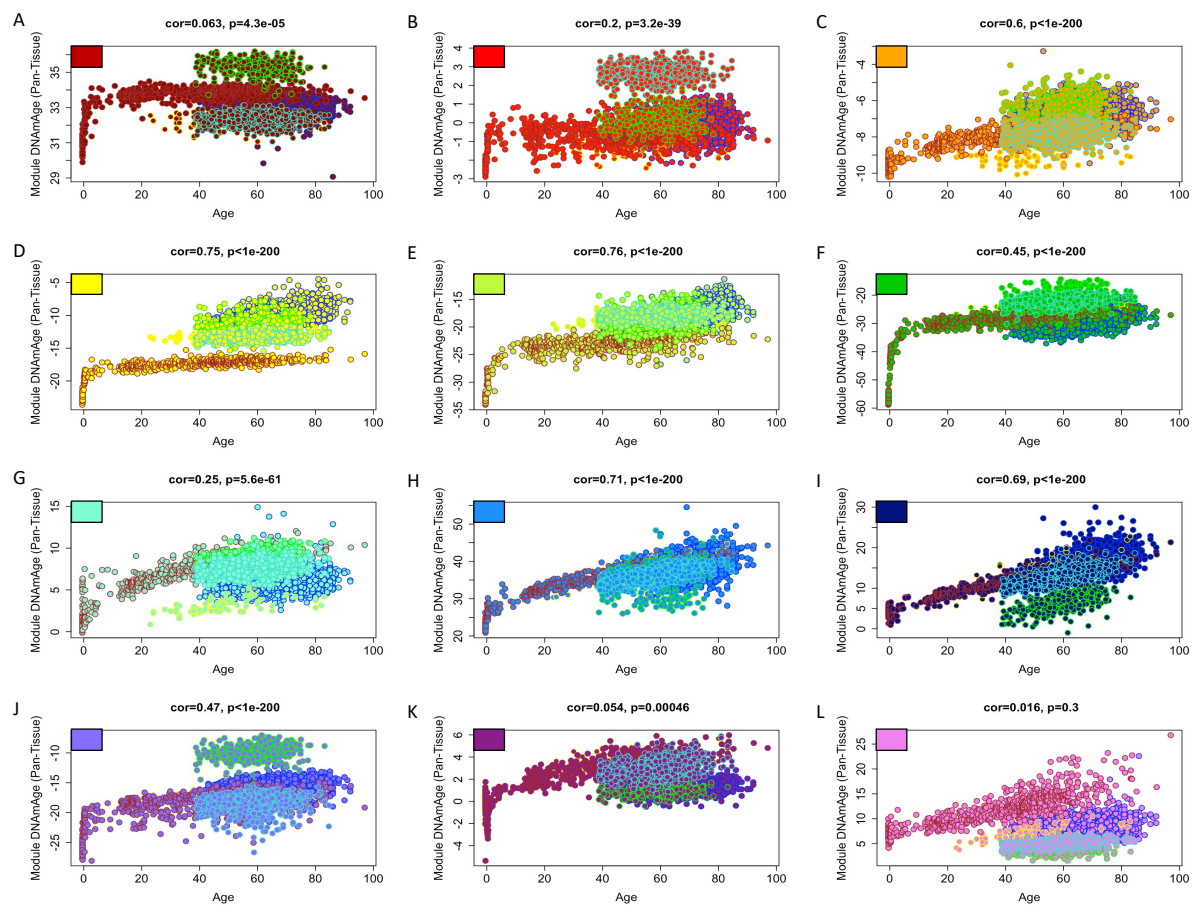 A
cor=0.063, p=4.3e-05
Module DNAmAge (Pan-Tissue)
35
33
31
29
0 20 40 60 80 100
Age
B
cor=0.2, p=3.2e-39
Module DNAmAge (Pan-Tissue)
4
3
2
1
0
-1
-3
0 20 40 60 80 100
Age
C
cor=0.6, p<1e-200
Module DNAmAge (Pan-Tissue)
-4
-6
-8
-10
0 20 40 60 80 100
Age
D
cor=0.75, p<1e-200
Module DNAmAge (Pan-Tissue)
-5
-10
-15
-20
0 20 40 60 80 100
Age
E
cor=0.76, p<1e-200
Module DNAmAge (Pan-Tissue)
-15
-20
-25
-30
-35
0 20 40 60 80 100
Age
F
cor=0.45, p<1e-200
Module DNAmAge (Pan-Tissue)
-20
-30
-40
-60
0 20 40 60 80 100
Age
G
cor=0.25, p=5.6e-61
Module DNAmAge (Pan-Tissue)
15
10
5
0
0 20 40 60 80 100
Age
H
cor=0.71, p<1e-200
Module DNAmAge (Pan-Tissue)
50
40
30
20
0 20 40 60 80 100
Age
I
cor=0.69, p<1e-200
Module DNAmAge (Pan-Tissue)
30
20
10
5
0
0 20 40 60 80 100
Age
J
cor=0.47, p<1e-200
Module DNAmAge (Pan-Tissue)
-10
-15
-20
-25
0 20 40 60 80 100
Age
K
cor=0.054, p=0.00046
Module DNAmAge (Pan-Tissue)
6
4
2
0
-2
-4
0 20 40 60 80 100
Age
L
cor=0.016, p=0.3
Module DNAmAge (Pan-Tissue)
25
20
15
10
5
0 20 40 60 80 100
Age